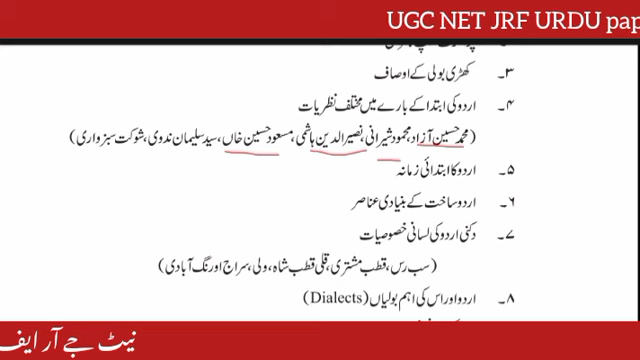 UGC NET JRF URDU pap
۳۔ کھڑی بولی کے اوصاف
۴۔ اردو کی ابتدا کے بارے میں مختلف نظریات
(محمد حسین آزاد، محمود شیرانی، نصیر الدین ہاشمی، مسعود حسین خاں، سید سلیمان ندوی، شوکت سبزواری)
۵۔ اردو کا ابتدائی زمانہ
۶۔ اردو ساخت کے بنیادی عناصر
۷۔ دکنی اردو کی لسانی خصوصیات
(سب رس، قطب مشتری، قلی قطب شاہ، ولی، سراج اورنگ آبادی)
۸۔ اردو اور اس کی اہم بولیاں (Dialects)
نیٹ جے آر ایف